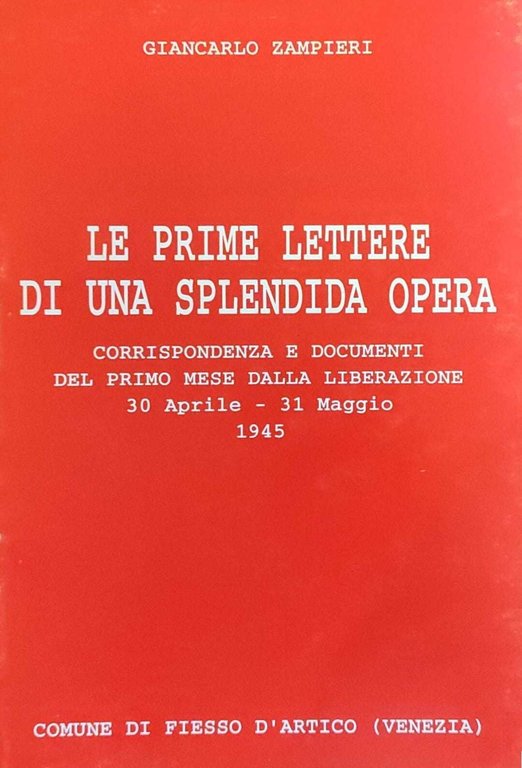 GIANCARLO ZAMPIERI
LE PRIME LETTERE
DI UNA SPLENDIDA OPERA
CORRISPONDENZA E DOCUMENTI
DEL PRIMO MESE DALLA LIBERAZIONE
30 Aprile - 31 Maggio
1945
COMUNE DI FIESSO D'ARTICO (VENEZIA)